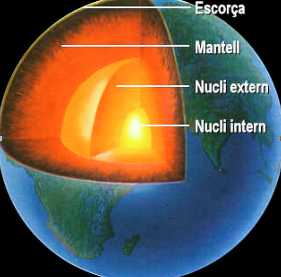 Escorça
Mantell
Nucli extern
Nucli intern